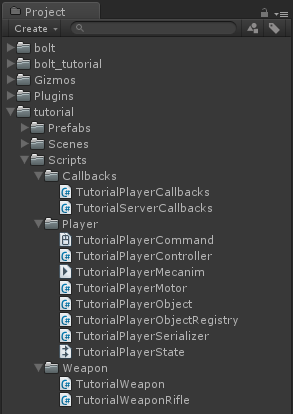 Project
Create
bolt
bolt_tutorial
Gizmos
Plugins
tutorial
Prefabs
Scenes
Scripts
Callbacks
TutorialPlayerCallbacks
TutorialServerCallbacks
Player
TutorialPlayerCommand
TutorialPlayerController
TutorialPlayerMecanim
TutorialPlayerMotor
TutorialPlayerObject
TutorialPlayerObjectRegistry
TutorialPlayerSerializer
TutorialPlayerState
Weapon
TutorialWeapon
TutorialWeaponRifle